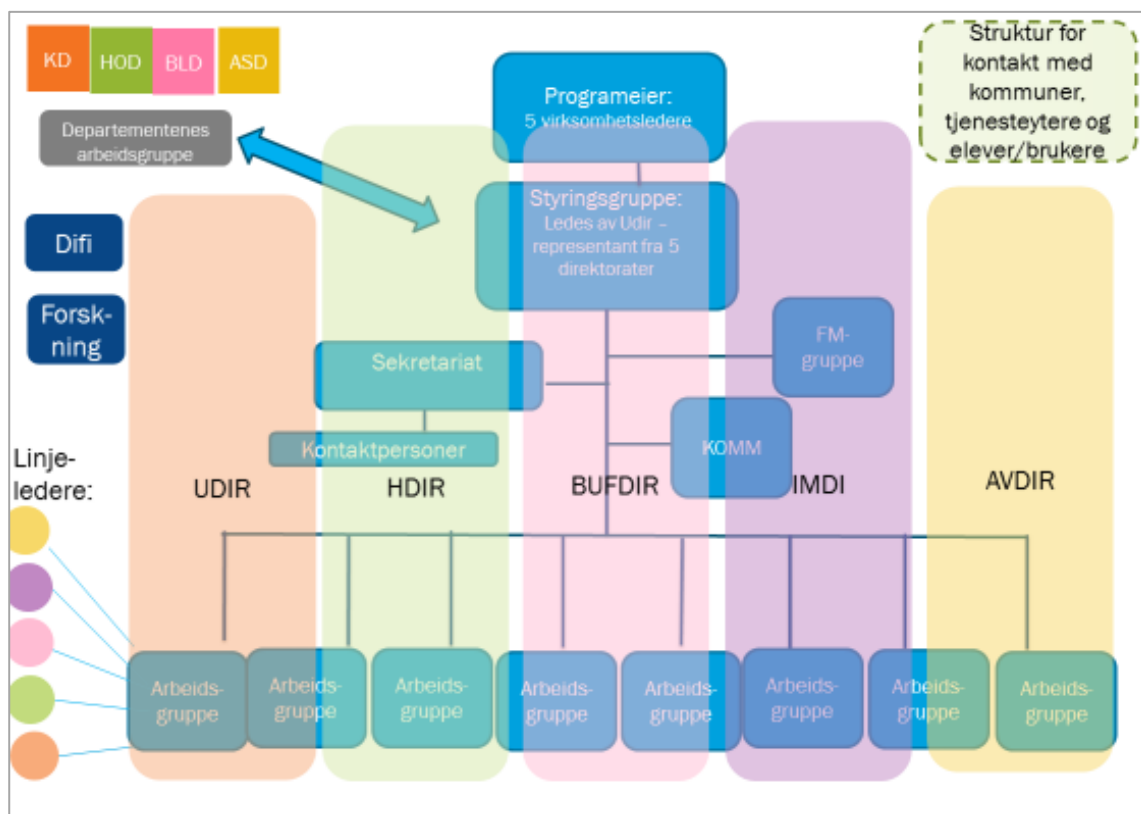 KD
HOD
BLD
ASD
Departementenes
arbeidsgruppe
Programeier:
5 virksomhetsledere
Struktur for
kontakt med
kommuner,
tjenesteytere og
elever/brukere
Styringsgruppe:
Ledes av Udir –
representant fra 5
direktorater
Difi
Forsk-
ning
FM-
gruppe
Sekretariat
Kontaktpersoner
KOMM
Linje-
ledere:
UDIR
HDIR
BUFDIR
IMDI
AVDIR
Arbeids-
gruppe
Arbeids-
gruppe
Arbeids-
gruppe
Arbeids-
gruppe
Arbeids-
gruppe
Arbeids-
gruppe
Arbeids-
gruppe
Arbeids-
gruppe